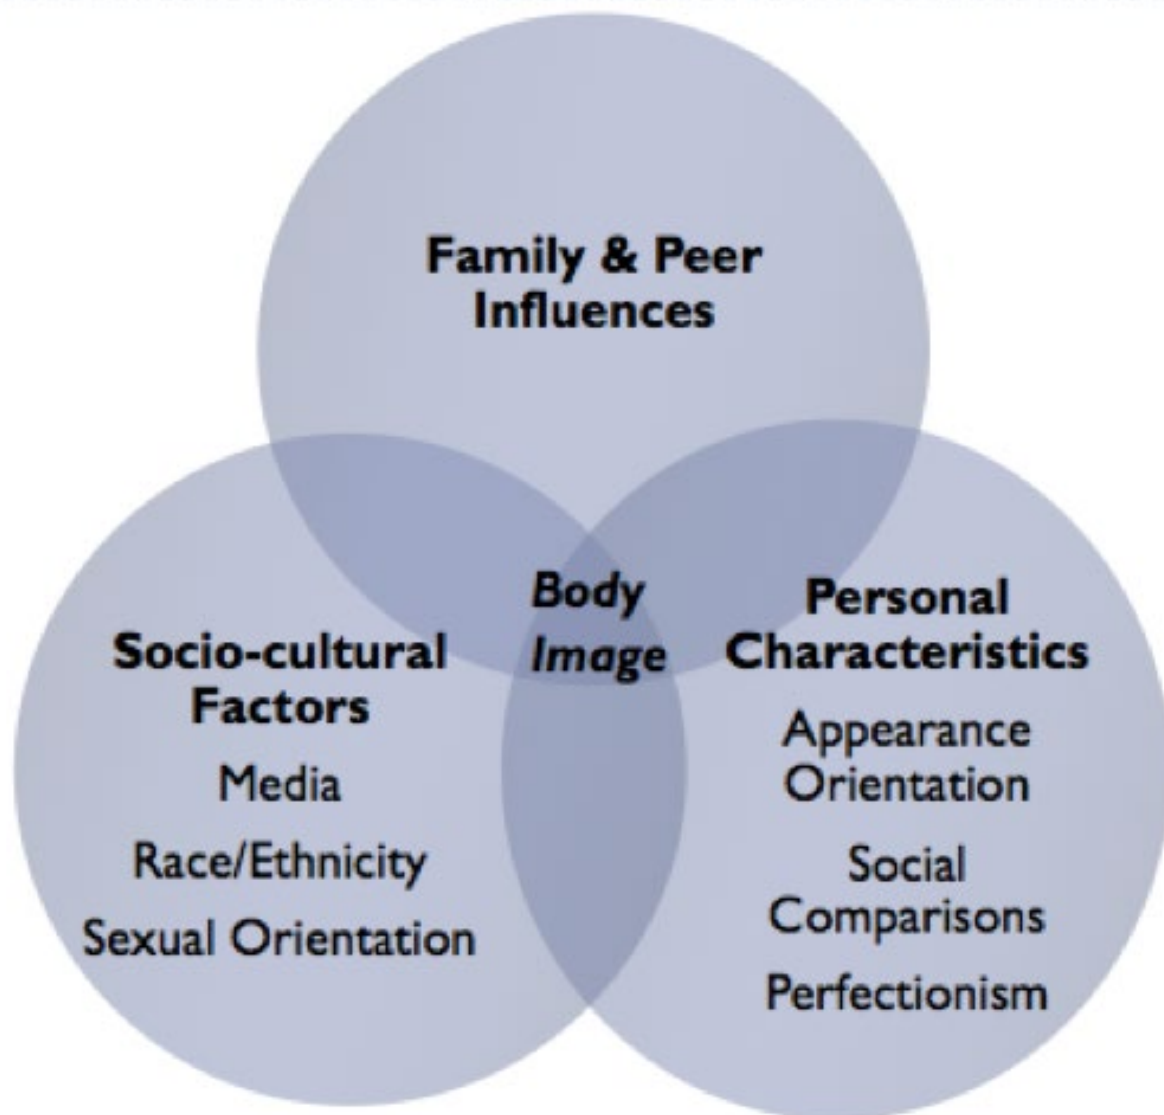 Family & Peer
Influences
Body
Image
Socio-cultural
Factors
Media
Race/Ethnicity
Sexual Orientation
Personal
Characteristics
Appearance
Orientation
Social
Comparisons
Perfectionism